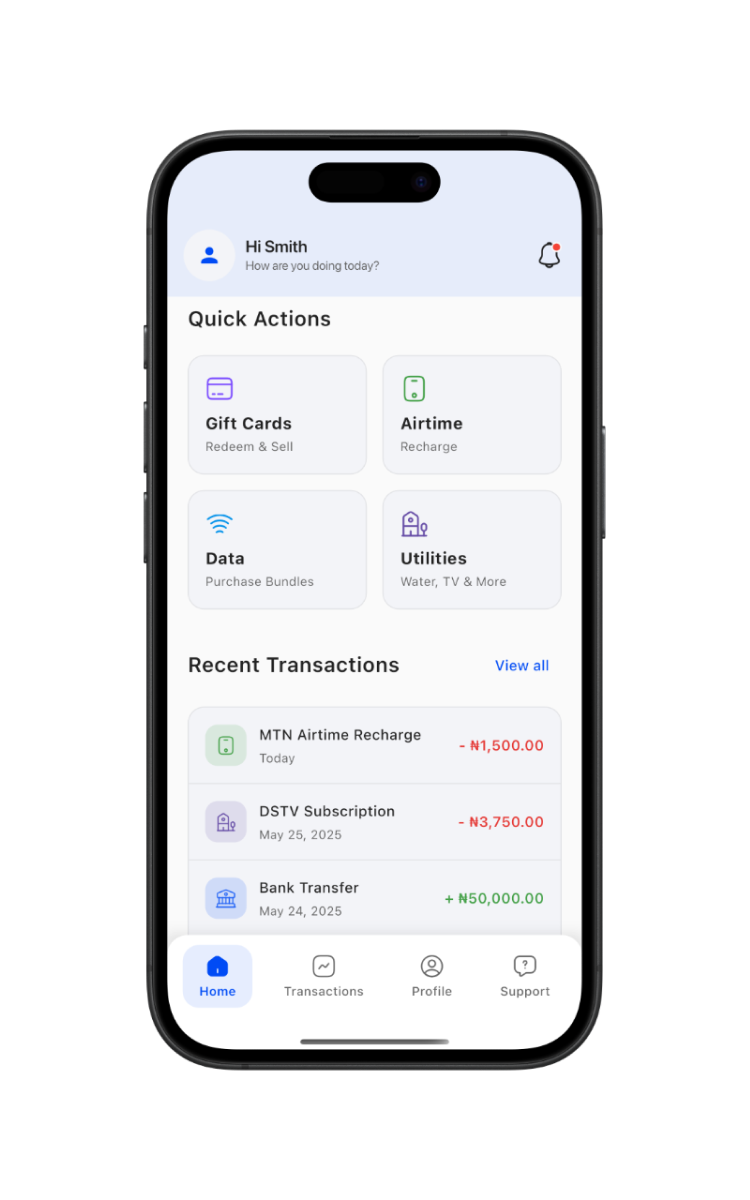 Hi Smith
How are you doing today?
Quick Actions
Gift Cards
Redeem & Sell
Airtime
Recharge
Data
Purchase Bundles
Utilities
Water, TV & More
Recent Transactions
View all
MTN Airtime Recharge
Today
- ₦1,500.00
DSTV Subscription
May 25, 2025
- ₦3,750.00
Bank Transfer
May 24, 2025
+ ₦50,000.00
Home
Transactions
Profile
Support